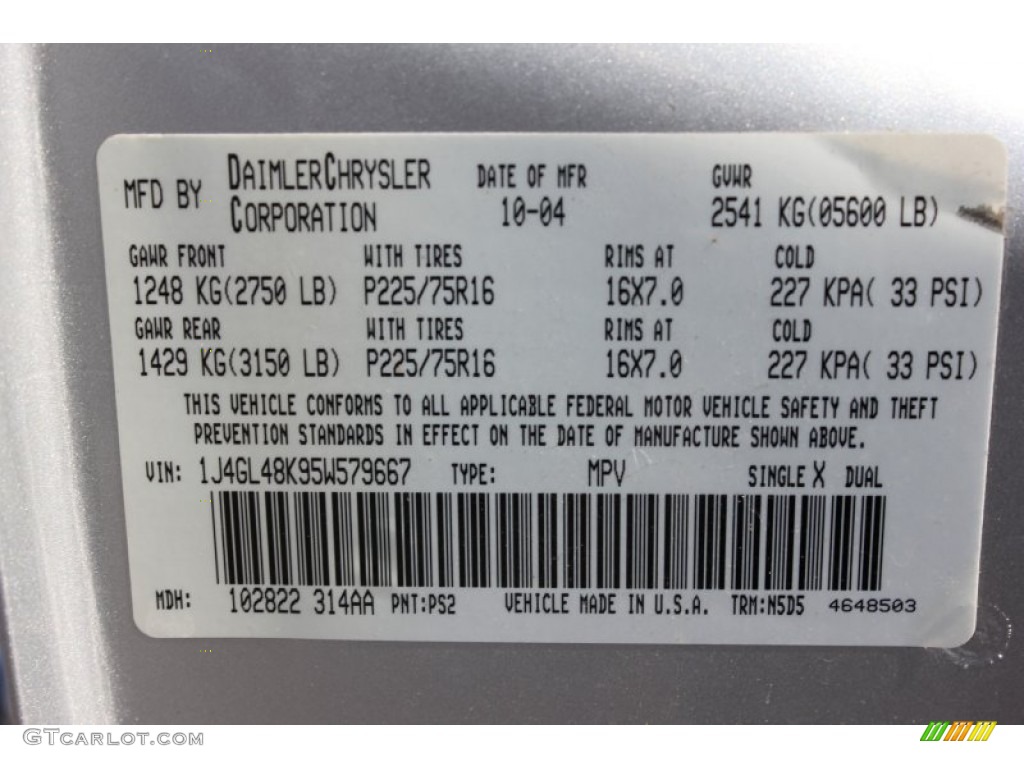 MFD BY DAIMLERCHRYSLER CORPORATION DATE OF MFR 10-04 GVWR 2541 KG(05600 LB)
GAWR FRONT WITH TIRES RIMS AT COLD
1248 KG(2750 LB) P225/75R16 16X7.0 227 KPA( 33 PSI)
GAWR REAR WITH TIRES RIMS AT COLD
1429 KG(3150 LB) P225/75R16 16X7.0 227 KPA( 33 PSI)
THIS VEHICLE CONFORMS TO ALL APPLICABLE FEDERAL MOTOR VEHICLE SAFETY AND THEFT
PREVENTION STANDARDS IN EFFECT ON THE DATE OF MANUFACTURE SHOWN ABOVE.
VIN: 1J4GL48K95W579667 TYPE: MPV SINGLE X DUAL
MDH: 102822 314AA PNT:PS2 VEHICLE MADE IN U.S.A. TRM:N5D5 4648503
GTCARLOT.COM